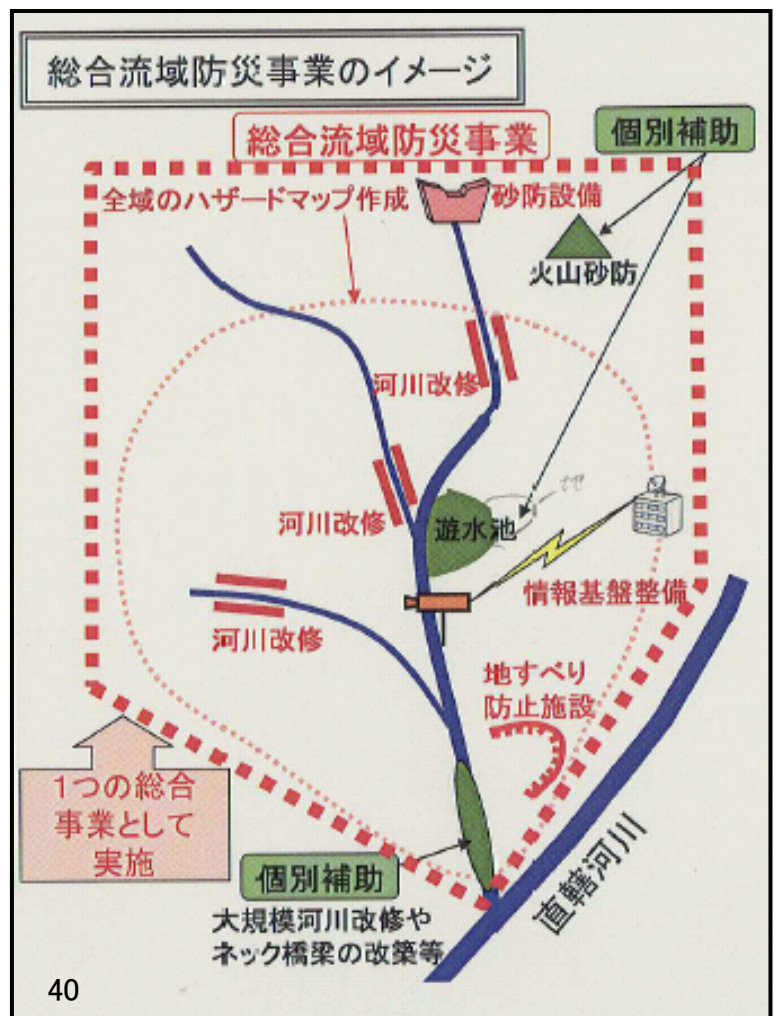 総合流域防災事業のイメージ
総合流域防災事業
個別補助
全域のハザードマップ作成
砂防設備
火山砂防
河川改修
河川改修
遊水池
情報基盤整備
河川改修
地すべり
防止施設
1つの総合
事業として
実施
個別補助
大規模河川改修や
ネック橋梁の改築等
直轄河川
40